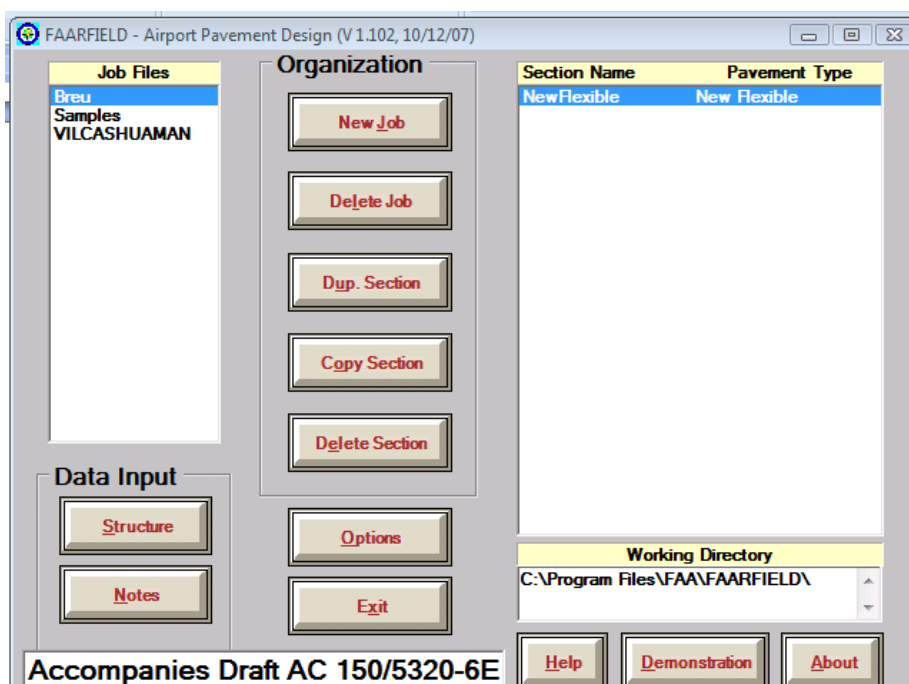 FAARFIELD - Airport Pavement Design (V 1.102, 10/12/07)
Job Files
Breu
Samples
VILCASHUAMAN
Organization
New Job
Delete Job
Dup. Section
Copy Section
Delete Section
Section Name Pavement Type
NewFlexible New Flexible
Data Input
Structure
Notes
Options
Exit
Working Directory
C:\Program Files\FAA\FAARFIELD\
Accompanies Draft AC 150/5320-6E
Help
Demonstration
About